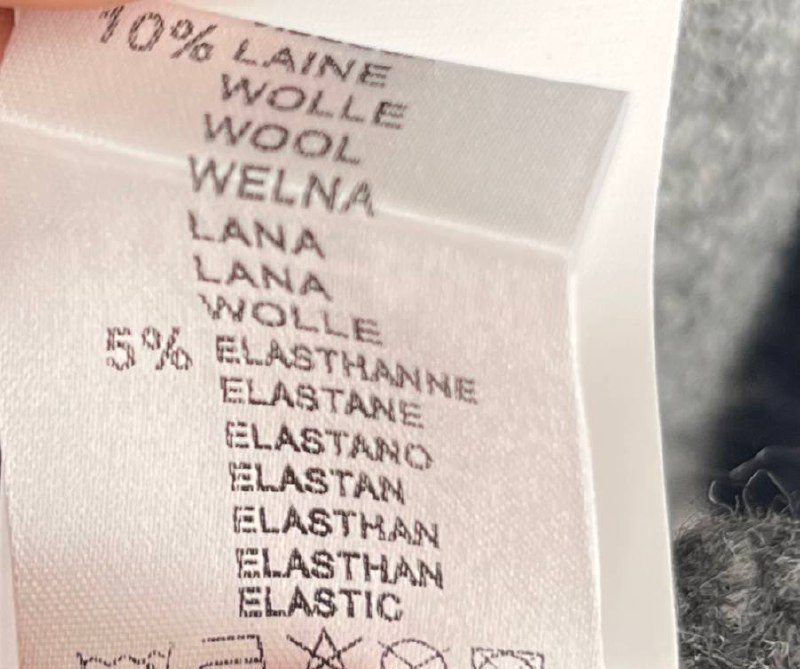 10% LAINE
WOLLE
WOOL
WELNA
LANA
LANA
WOLLE
5% ELASTHANNE
ELASTANE
ELASTANO
ELASTAN
ELASTHAN
ELASTHAN
ELASTIC